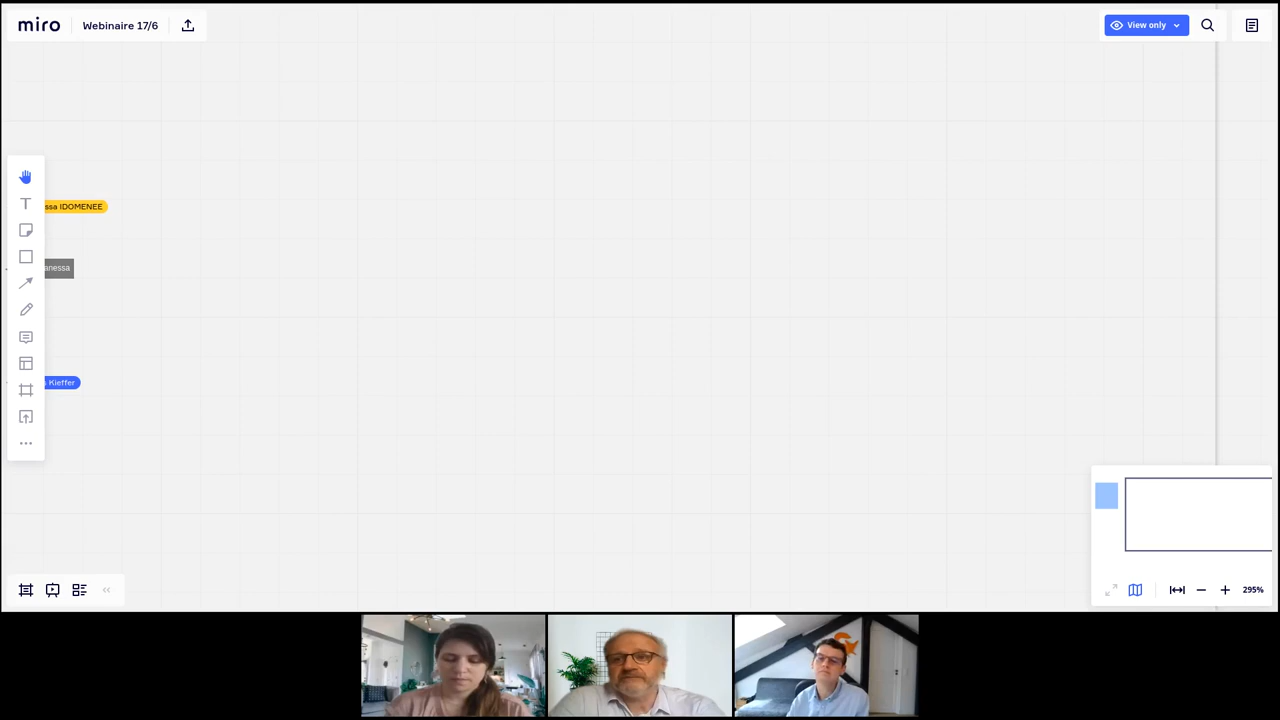 miro
Webinaire 17/6
View only
ssa IDOMENEE
anessa
Kieffer
295%